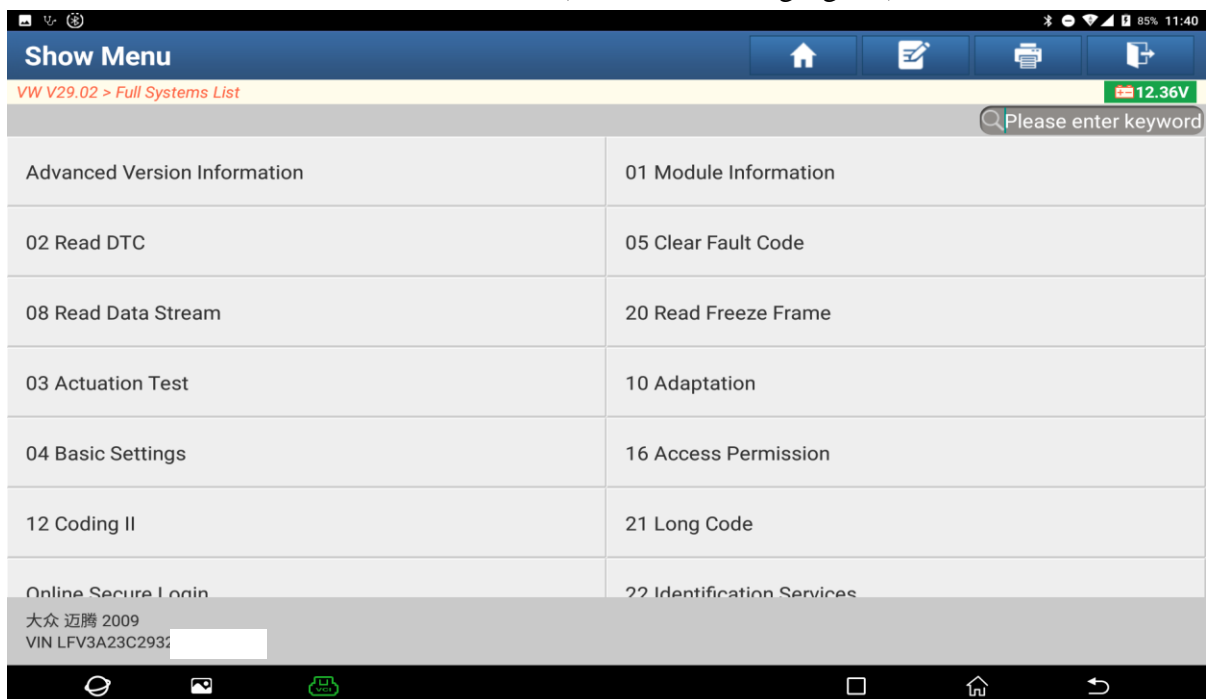 85% 11:40
Show Menu
VW V29.02 > Full Systems List
12.36V
Please enter keyword
Advanced Version Information
01 Module Information
02 Read DTC
05 Clear Fault Code
08 Read Data Stream
20 Read Freeze Frame
03 Actuation Test
10 Adaptation
04 Basic Settings
16 Access Permission
12 Coding II
21 Long Code
Online Secure Login
22 Identification Services
大众 迈腾 2009
VIN LFV3A23C2932
VCI